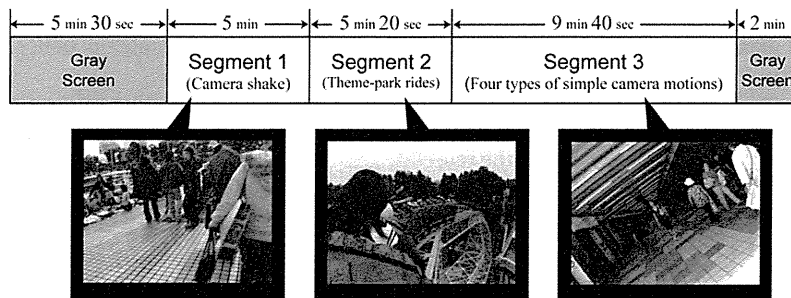 5 min 30 sec 5 min 5 min 20 sec 9 min 40 sec 2 min
Gray
Screen
Segment 1
(Camera shake)
Segment 2
(Theme-park rides)
Segment 3
(Four types of simple camera motions)
Gray
Screen